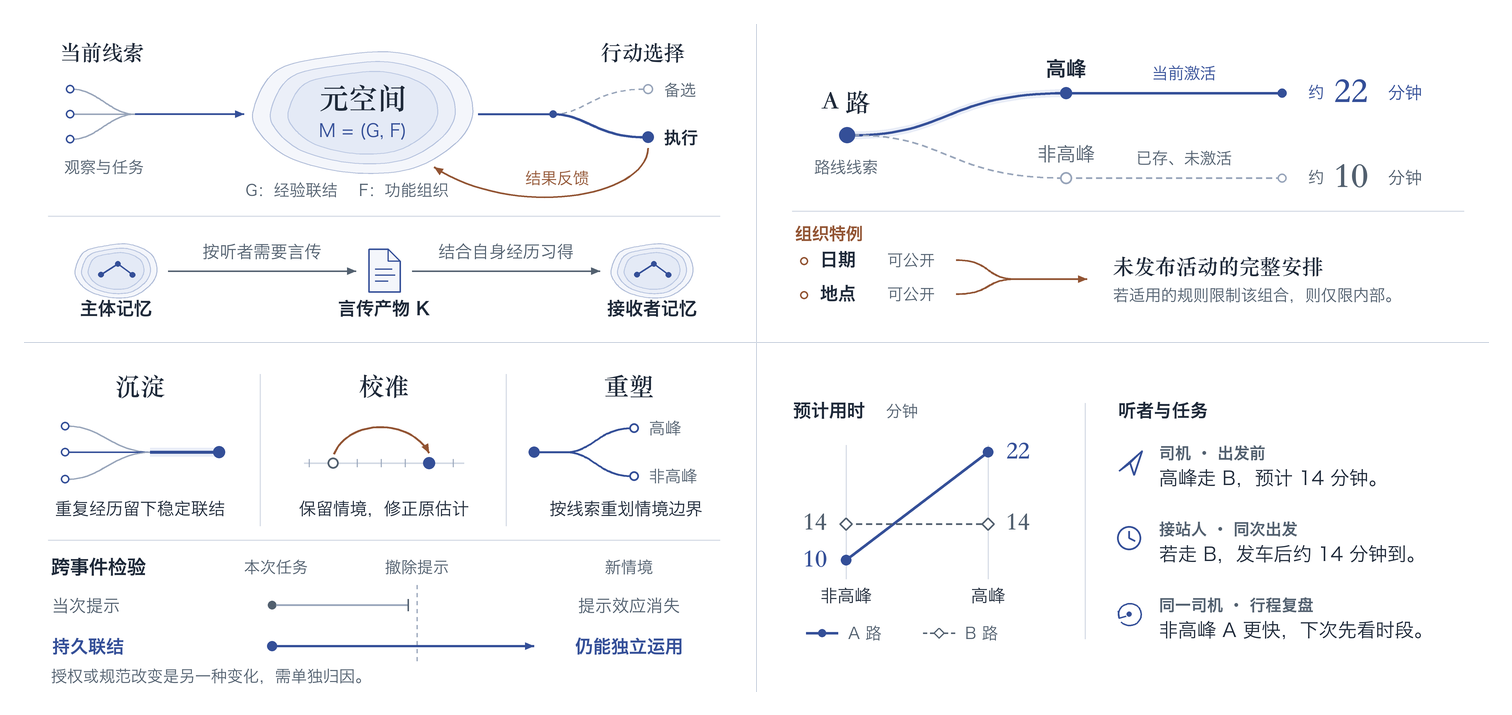 当前线索
观察与任务
元空间
M = (G, F)
G：经验联结 F：功能组织
行动选择
备选
执行
结果反馈
按听者需要言传
结合自身经历习得
主体记忆
言传产物 K
接收者记忆
A 路
路线线索
高峰
当前激活
约 22 分钟
非高峰
已存、未激活
约 10 分钟
组织特例
日期 可公开
地点 可公开
未发布活动的完整安排
若适用的规则限制该组合，则仅限内部。
沉淀
重复经历留下稳定联结
校准
保留情境，修正原估计
重塑
高峰
非高峰
按线索重划情境边界
跨事件检验 本次任务 撤除提示 新情境
当次提示 提示效应消失
持久联结 仍能独立运用
授权或规范改变是另一种变化，需单独归因。
预计用时 分钟
22
14 14
10
非高峰 高峰
A 路 B 路
听者与任务
司机 · 出发前
高峰走 B，预计 14 分钟。
接站人 · 同次出发
若走 B，发车后约 14 分钟到。
同一司机 · 行程复盘
非高峰 A 更快，下次先看时段。